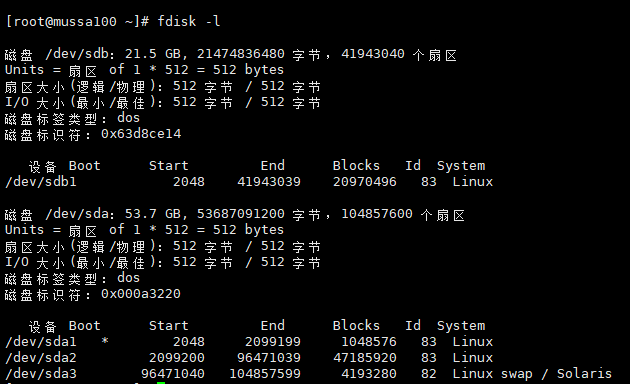 [root@mussa100 ~]# fdisk -l
磁盘 /dev/sdb：21.5 GB, 21474836480 字节，41943040 个扇区
Units = 扇区 of 1 * 512 = 512 bytes
扇区大小(逻辑/物理)：512 字节 / 512 字节
I/O 大小(最小/最佳)：512 字节 / 512 字节
磁盘标签类型：dos
磁盘标识符：0x63d8ce14
设备 Boot      Start         End      Blocks   Id  System
/dev/sdb1            2048    41943039    20970496   83  Linux
磁盘 /dev/sda：53.7 GB, 53687091200 字节，104857600 个扇区
Units = 扇区 of 1 * 512 = 512 bytes
扇区大小(逻辑/物理)：512 字节 / 512 字节
I/O 大小(最小/最佳)：512 字节 / 512 字节
磁盘标签类型：dos
磁盘标识符：0x000a3220
设备 Boot      Start         End      Blocks   Id  System
/dev/sda1   *        2048     2099199     1048576   83  Linux
/dev/sda2         2099200    96471039    47185920   83  Linux
/dev/sda3        96471040   104857599     4193280   82  Linux swap / Solaris